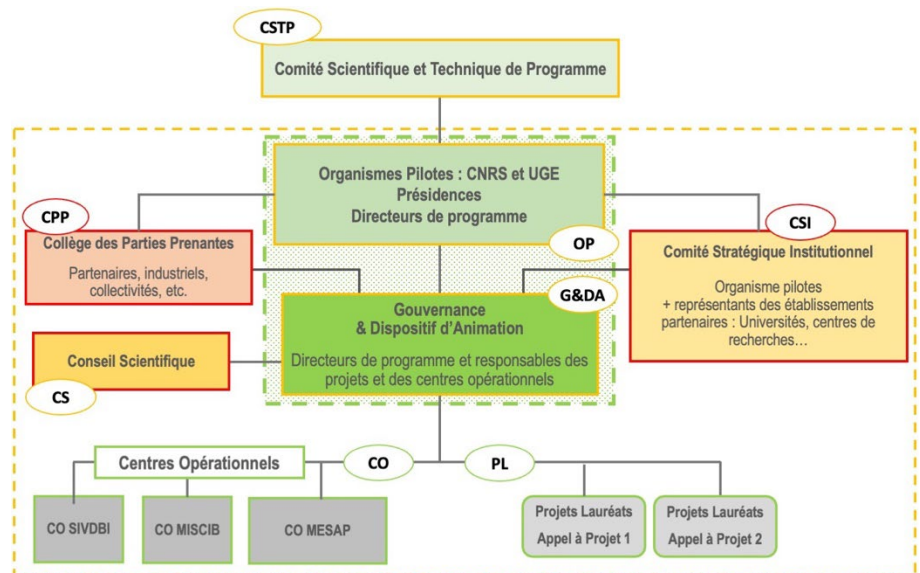 CSTP
Comité Scientifique et Technique de Programme
Organismes Pilotes : CNRS et UGE
Présidences
Directeurs de programme
OP
CPP
Collège des Parties Prenantes
Partenaires, industriels,
collectivités, etc.
CSI
Comité Stratégique Institutionnel
Organisme pilotes
+ représentants des établissements
partenaires : Universités, centres de
recherches…
G&DA
Gouvernance
& Dispositif d’Animation
Directeurs de programme et responsables des
projets et des centres opérationnels
Conseil Scientifique
CS
Centres Opérationnels
CO
PL
CO SIVDBI
CO MISCIB
CO MESAP
Projets Lauréats
Appel à Projet 1
Projets Lauréats
Appel à Projet 2